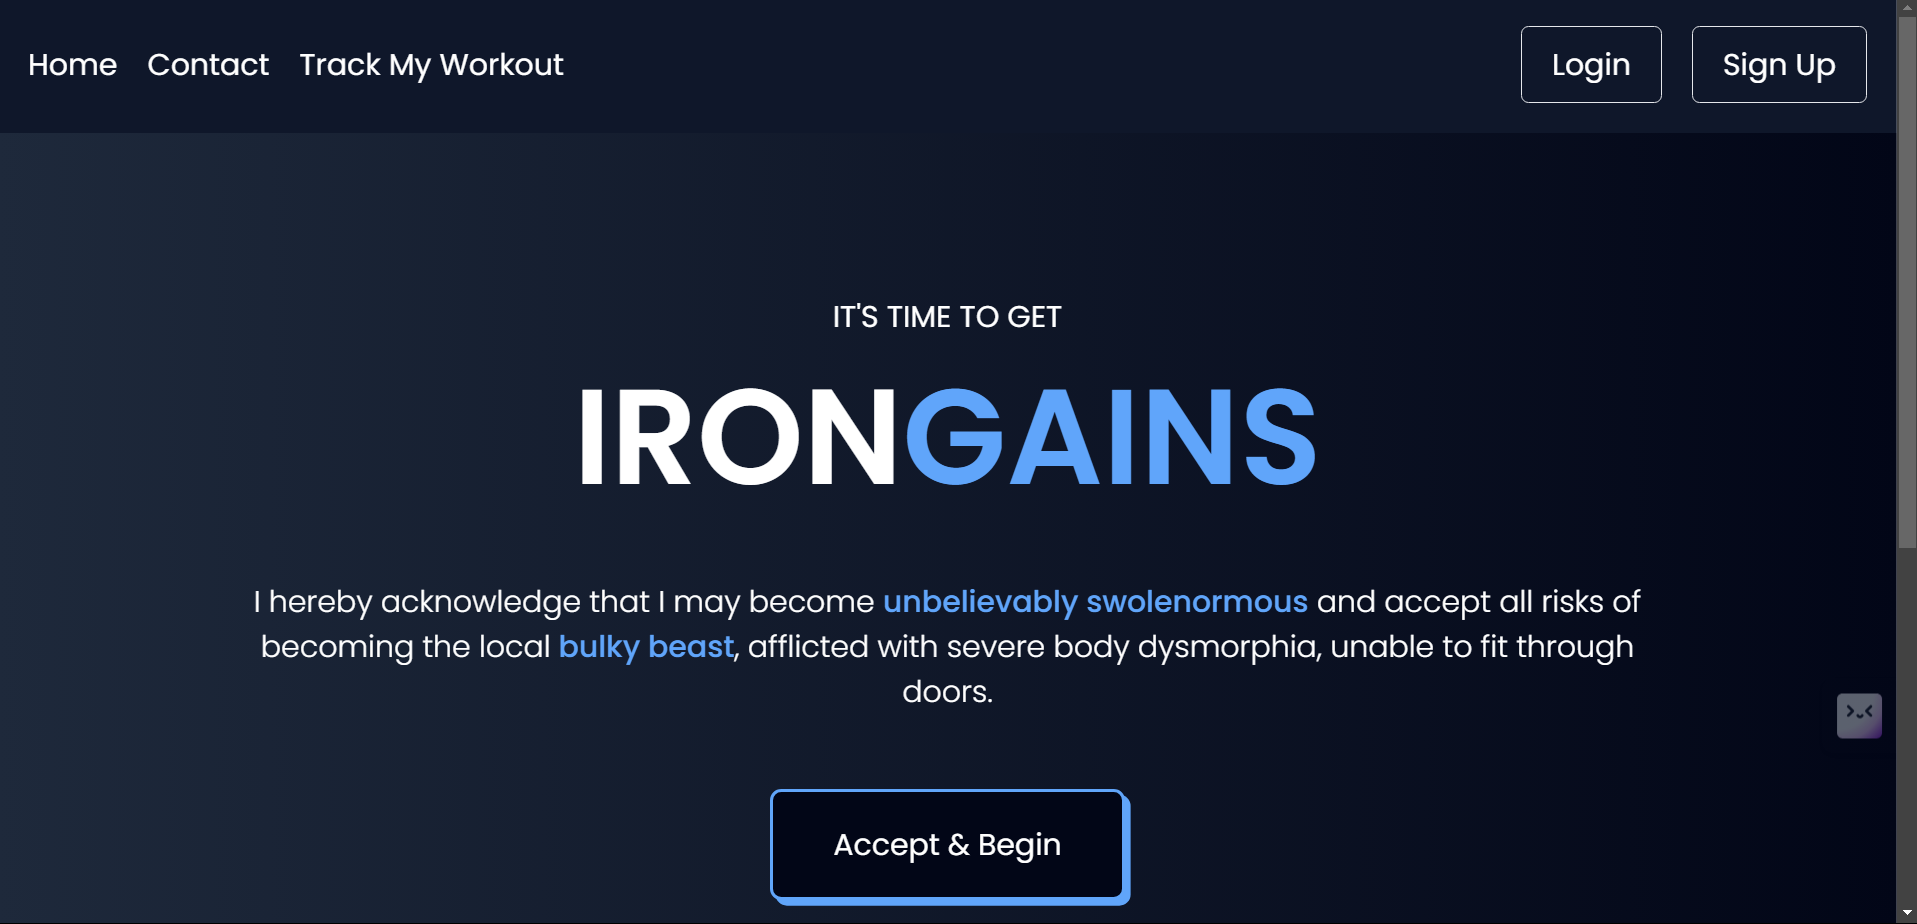 Home Contact Track My Workout Login Sign Up
IT'S TIME TO GET
IRONGAINS
I hereby acknowledge that I may become unbelievably swolenormous and accept all risks of
becoming the local bulky beast, afflicted with severe body dysmorphia, unable to fit through
doors.
Accept & Begin